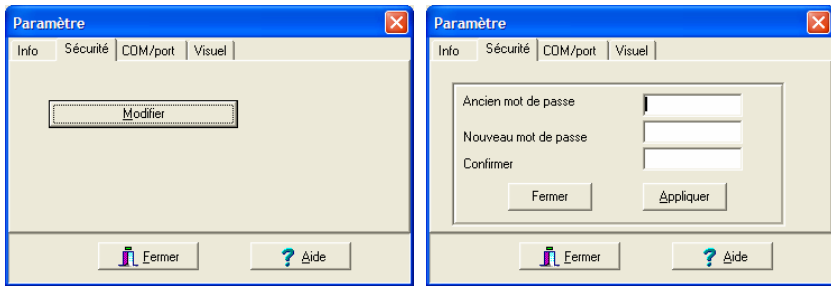 Paramètre
Info Sécurité COM/port Visuel
Modifier
Fermer Aide
Paramètre
Info Sécurité COM/port Visuel
Ancien mot de passe
Nouveau mot de passe
Confirmer
Fermer Appliquer
Fermer Aide